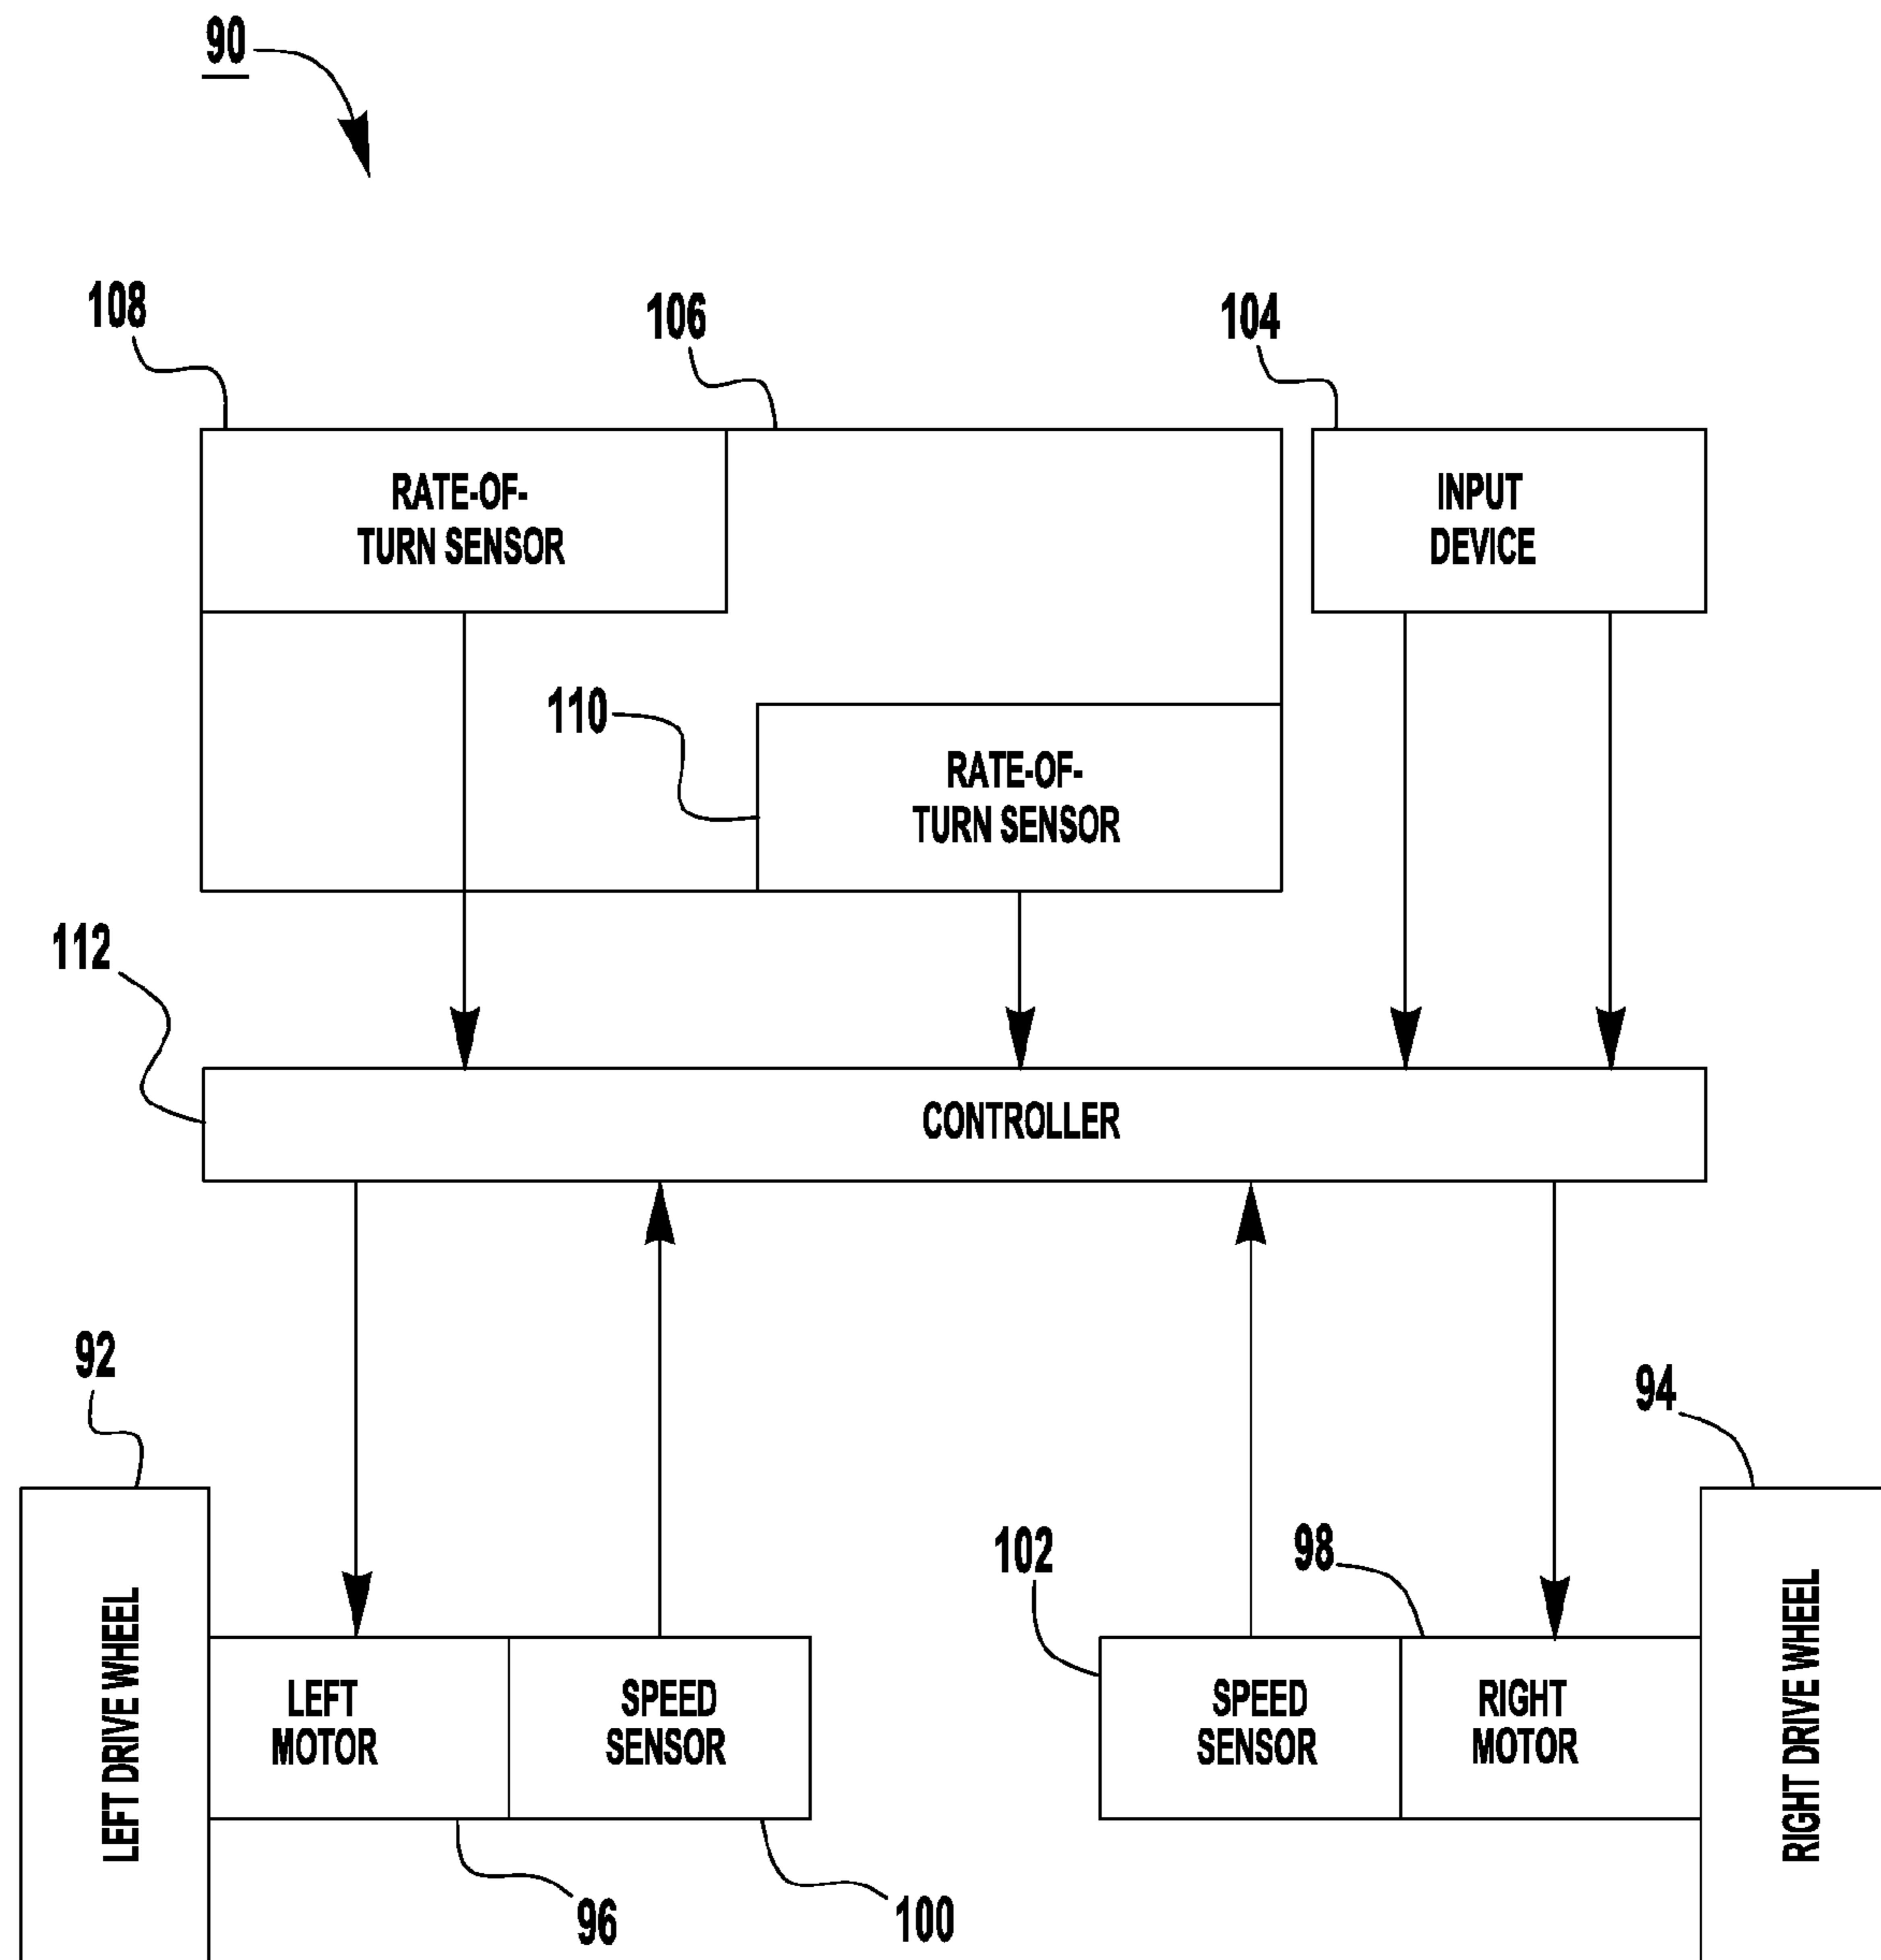 90
108
106
104
RATE-OF-
TURN SENSOR
INPUT
DEVICE
110
RATE-OF-
TURN SENSOR
112
CONTROLLER
92
94
102
98
LEFT DRIVE WHEEL
LEFT
MOTOR
SPEED
SENSOR
SPEED
SENSOR
RIGHT
MOTOR
RIGHT DRIVE WHEEL
96
100